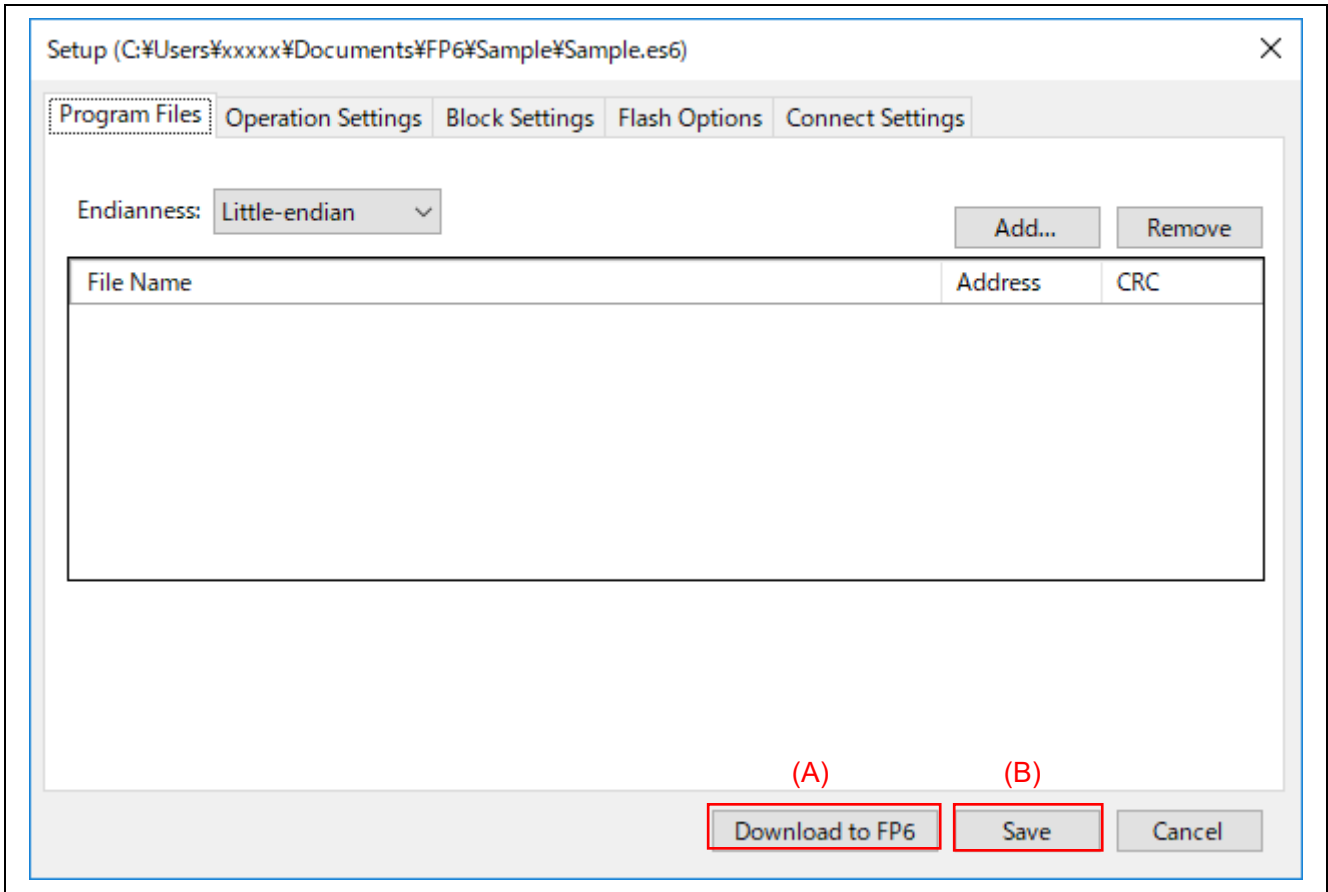 Setup (C:¥Users¥xxxxx¥Documents¥FP6¥Sample¥Sample.es6)
Program Files Operation Settings Block Settings Flash Options Connect Settings
Endianness: Little-endian
Add... Remove
File Name Address CRC
(A) (B)
Download to FP6 Save Cancel